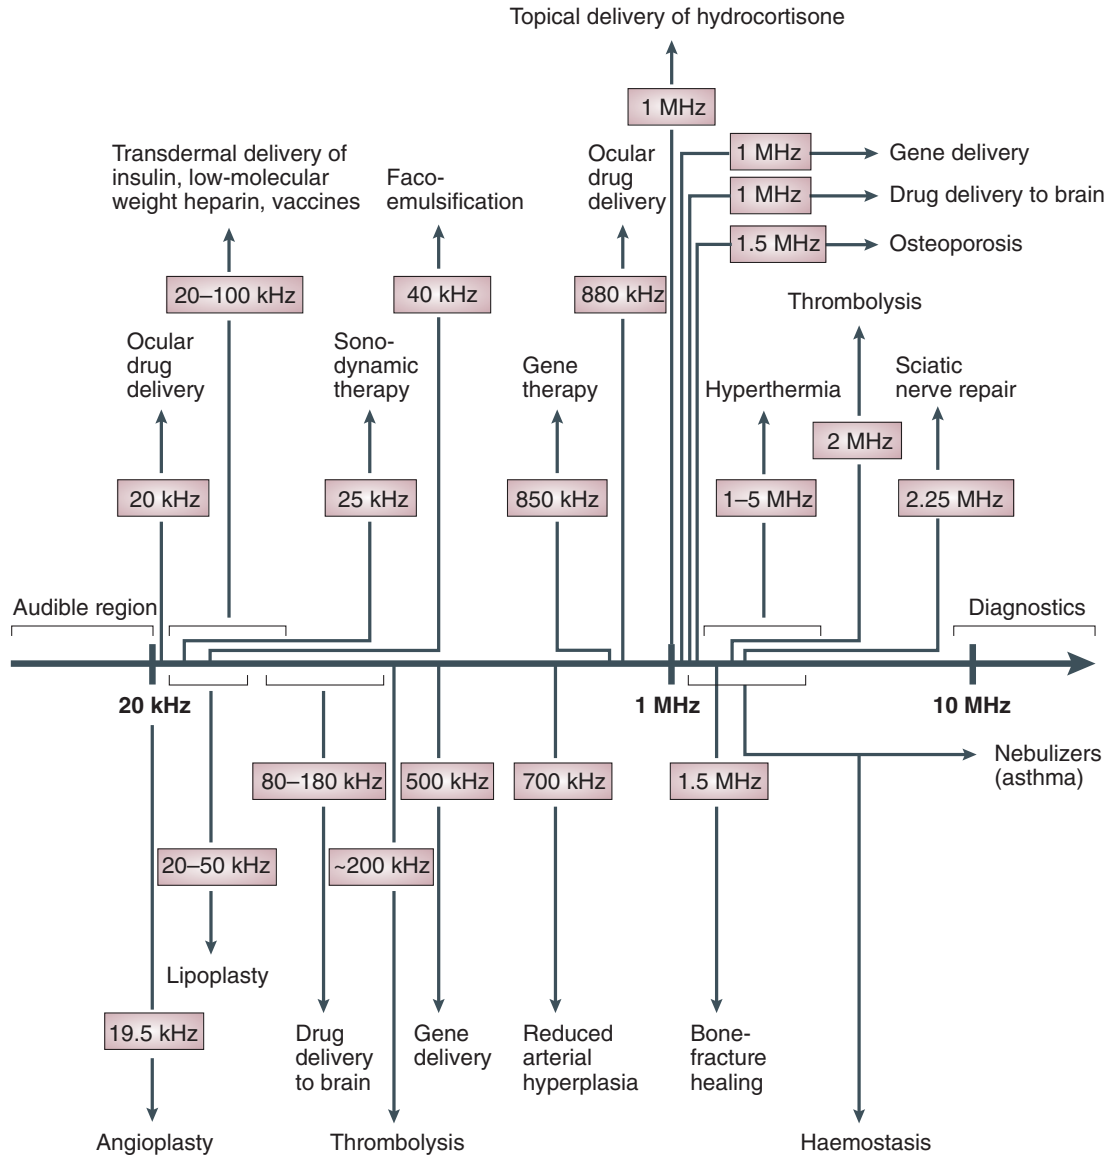 Topical delivery of hydrocortisone
1 MHz
Transdermal delivery of
insulin, low-molecular
weight heparin, vaccines
Faco-
emulsification
Ocular
drug
delivery
1 MHz
Gene delivery
1 MHz
Drug delivery to brain
1.5 MHz
Osteoporosis
20–100 kHz
40 kHz
880 kHz
Thrombolysis
Ocular
drug
delivery
Sono-
dynamic
therapy
Gene
therapy
Hyperthermia
Sciatic
nerve repair
2 MHz
20 kHz
25 kHz
850 kHz
1–5 MHz
2.25 MHz
Audible region
Diagnostics
20 kHz
1 MHz
10 MHz
Nebulizers
(asthma)
80–180 kHz
500 kHz
700 kHz
1.5 MHz
20–50 kHz
~200 kHz
Lipoplasty
19.5 kHz
Drug
delivery
to brain
Gene
delivery
Reduced
arterial
hyperplasia
Bone-
fracture
healing
Angioplasty
Thrombolysis
Haemostasis